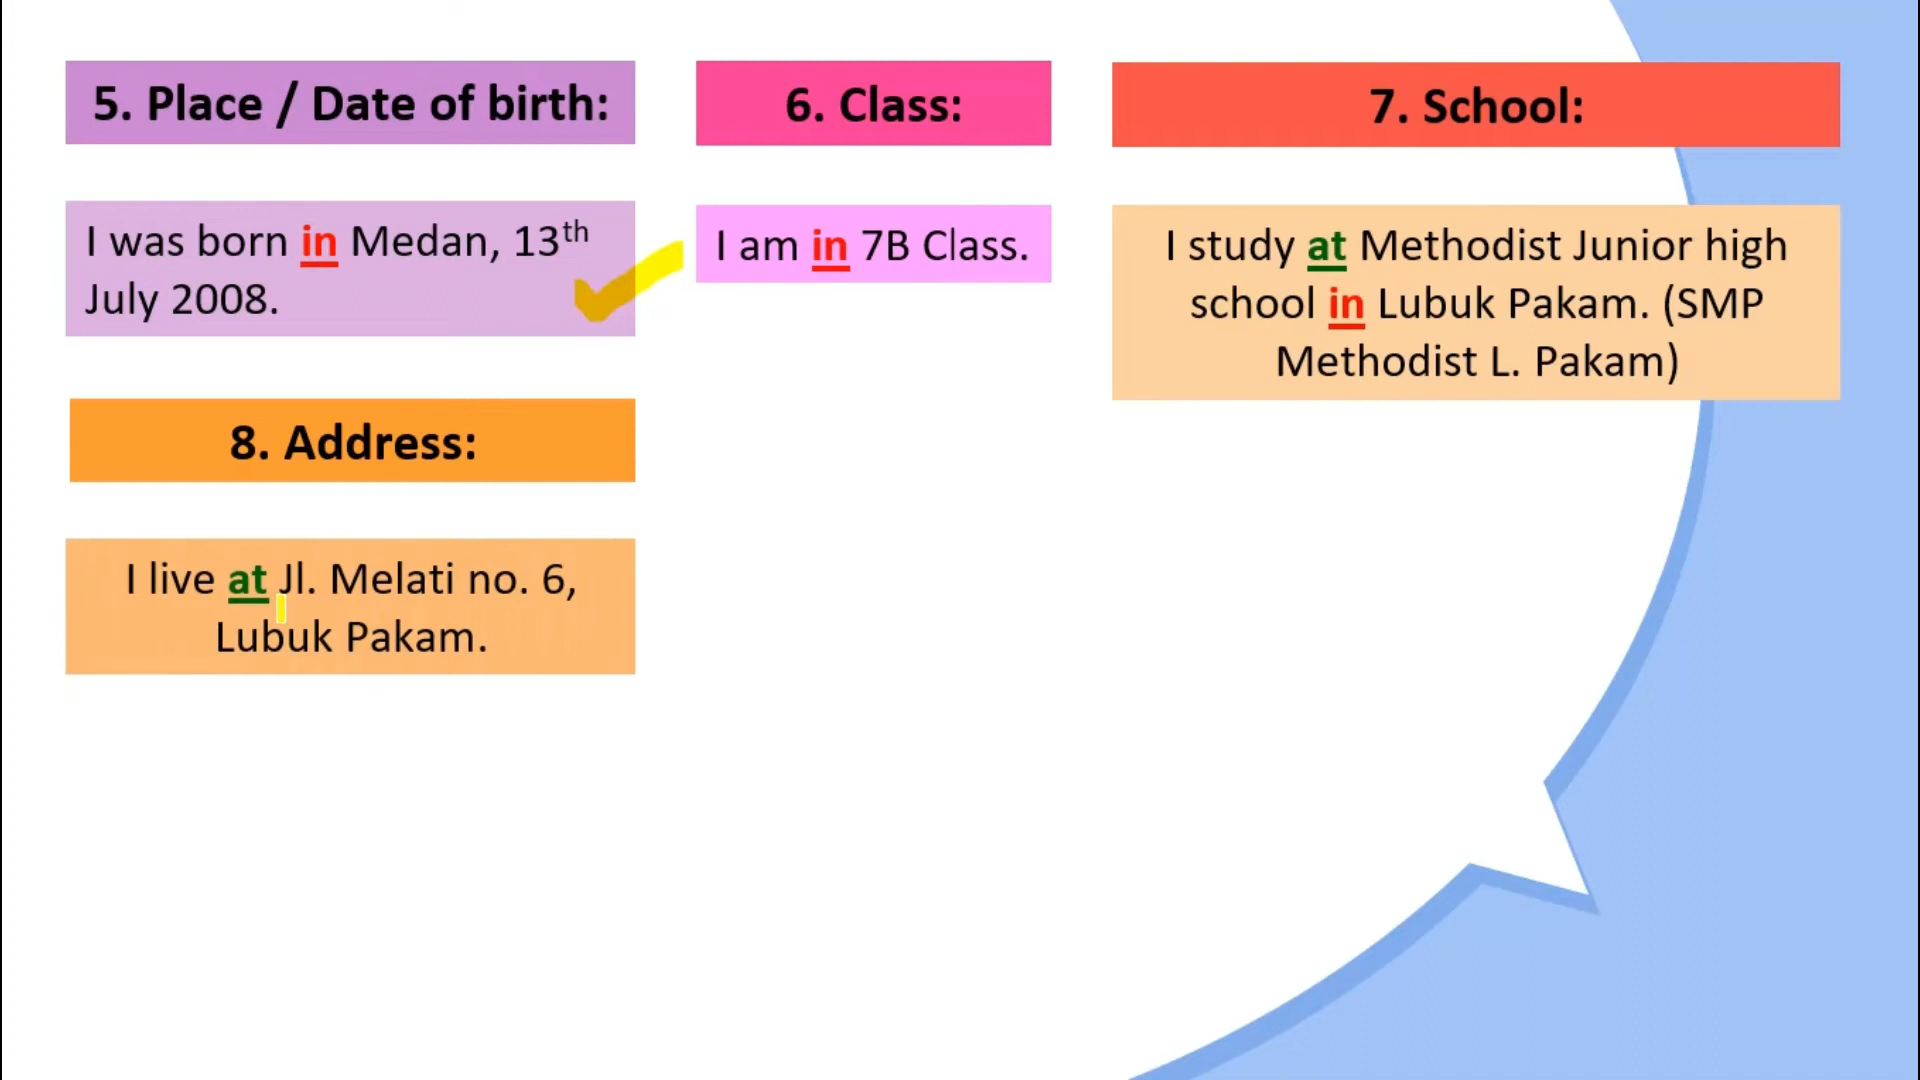 5. Place / Date of birth:
I was born in Medan, 13th
July 2008.
6. Class:
I am in 7B Class.
7. School:
I study at Methodist Junior high
school in Lubuk Pakam. (SMP
Methodist L. Pakam)
8. Address:
I live at Jl. Melati no. 6,
Lubuk Pakam.